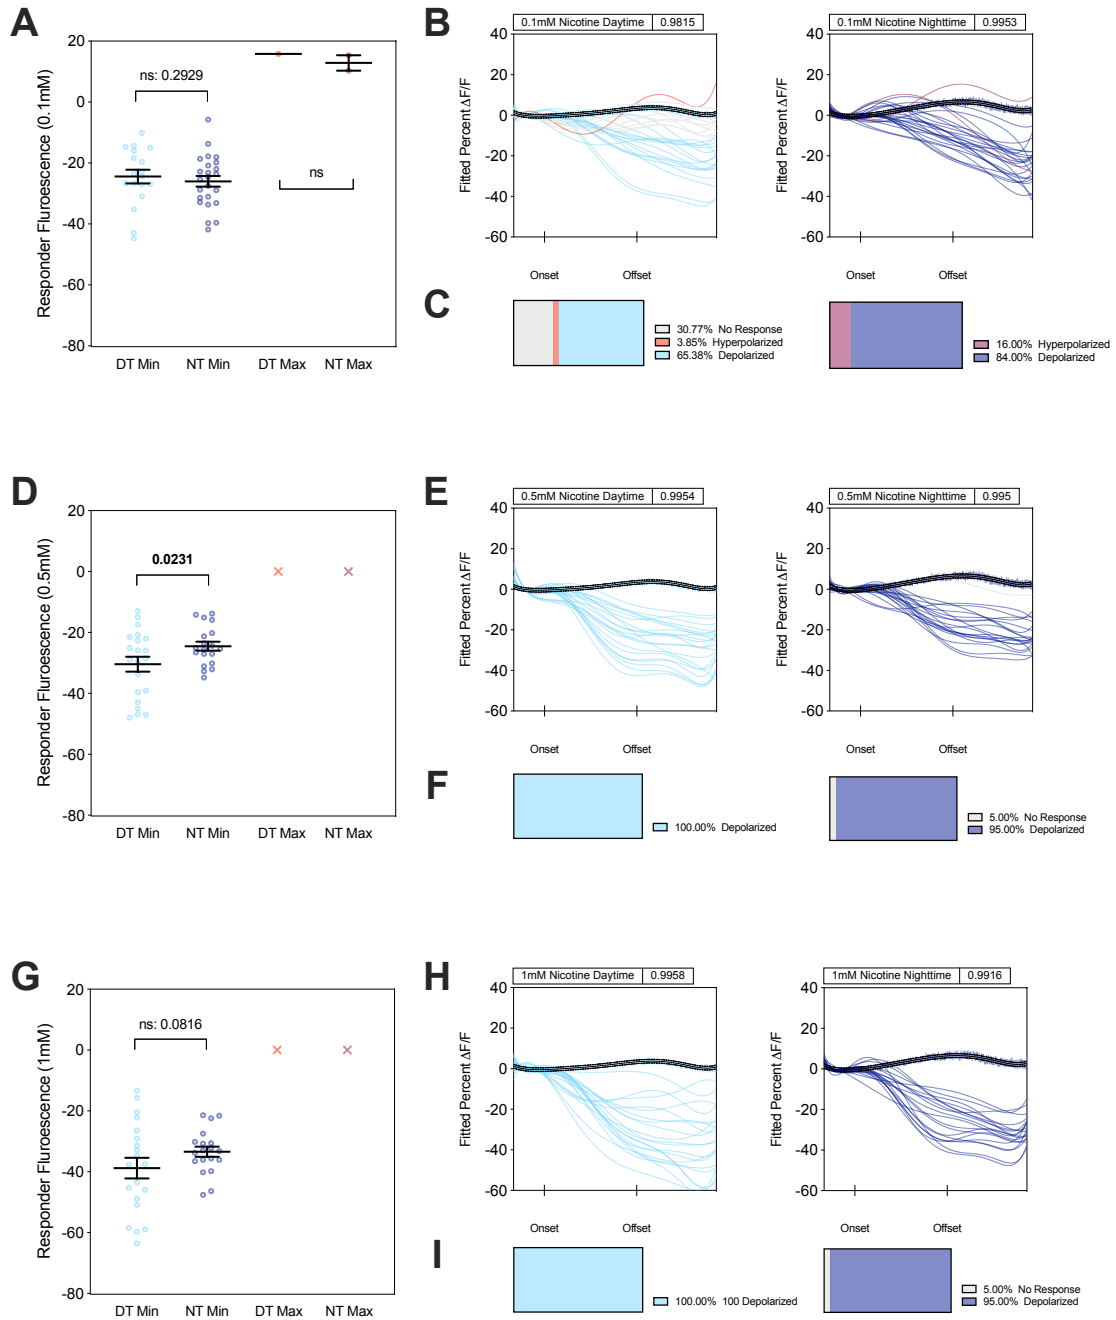 A
Responder Fluroescence (0.1mM)
20
0
-20
-40
-60
-80
ns: 0.2929
ns
DT Min NT Min DT Max NT Max
B
0.1mM Nicotine Daytime 0.9815
Fitted Percent ΔF/F
40
20
0
-20
-40
-60
Onset Offset
0.1mM Nicotine Nighttime 0.9953
Fitted Percent ΔF/F
40
20
0
-20
-40
-60
Onset Offset
C
30.77% No Response
3.85% Hyperpolarized
65.38% Depolarized
16.00% Hyperpolarized
84.00% Depolarized
D
Responder Fluroescence (0.5mM)
20
0
-20
-40
-60
-80
0.0231
DT Min NT Min DT Max NT Max
E
0.5mM Nicotine Daytime 0.9954
Fitted Percent ΔF/F
40
20
0
-20
-40
-60
Onset Offset
0.5mM Nicotine Nighttime 0.995
Fitted Percent ΔF/F
40
20
0
-20
-40
-60
Onset Offset
F
100.00% Depolarized
5.00% No Response
95.00% Depolarized
G
Responder Fluroescence (1mM)
20
0
-20
-40
-60
-80
ns: 0.0816
DT Min NT Min DT Max NT Max
H
1mM Nicotine Daytime 0.9958
Fitted Percent ΔF/F
40
20
0
-20
-40
-60
Onset Offset
1mM Nicotine Nighttime 0.9916
Fitted Percent ΔF/F
40
20
0
-20
-40
-60
Onset Offset
I
100.00% 100 Depolarized
5.00% No Response
95.00% Depolarized